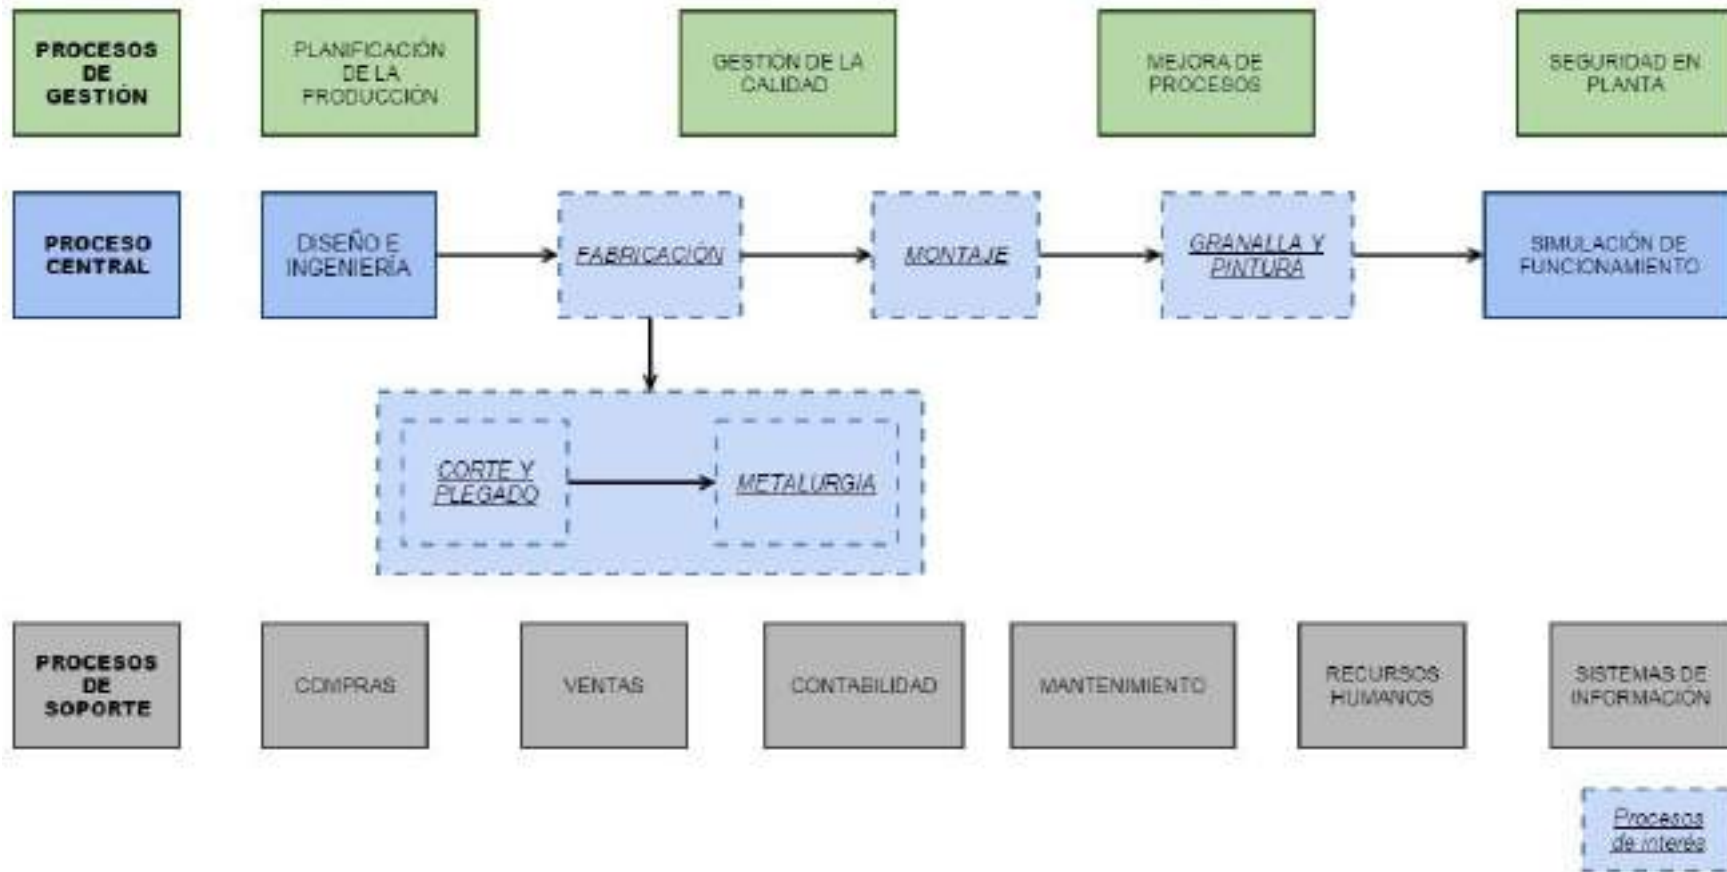 PROCESOS
DE
GESTIÓN
PLANIFICACIÓN
DE LA
PRODUCCIÓN
GESTIÓN DE LA
CALIDAD
MEJORA DE
PROCESOS
SEGURIDAD EN
PLANTA
PROCESO
CENTRAL
DISEÑO E
INGENIERÍA
FABRICACIÓN
MONTAJE
GRANALLA Y
PINTURA
SIMULACIÓN DE
FUNCIONAMIENTO
CORTE Y
PLEGADO
METALURGIA
PROCESOS
DE
SOPORTE
COMPRAS
VENTAS
CONTABILIDAD
MANTENIMIENTO
RECURSOS
HUMANOS
SISTEMAS DE
INFORMACIÓN
Procesos
de interés